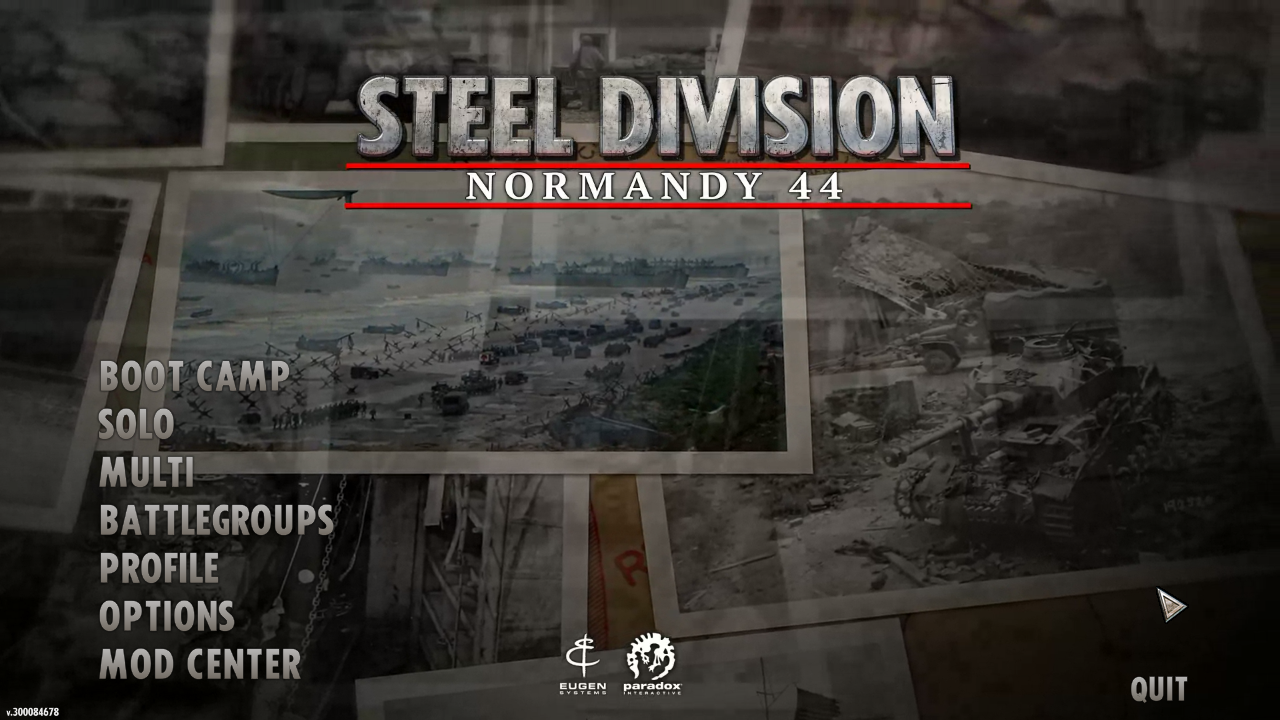 STEEL DIVISION
NORMANDY 44
BOOT CAMP
SOLO
MULTI
BATTLEGROUPS
PROFILE
OPTIONS
MOD CENTER
EUGEN
SYSTEMS
paradox
INTERACTIVE
QUIT
v.300084678